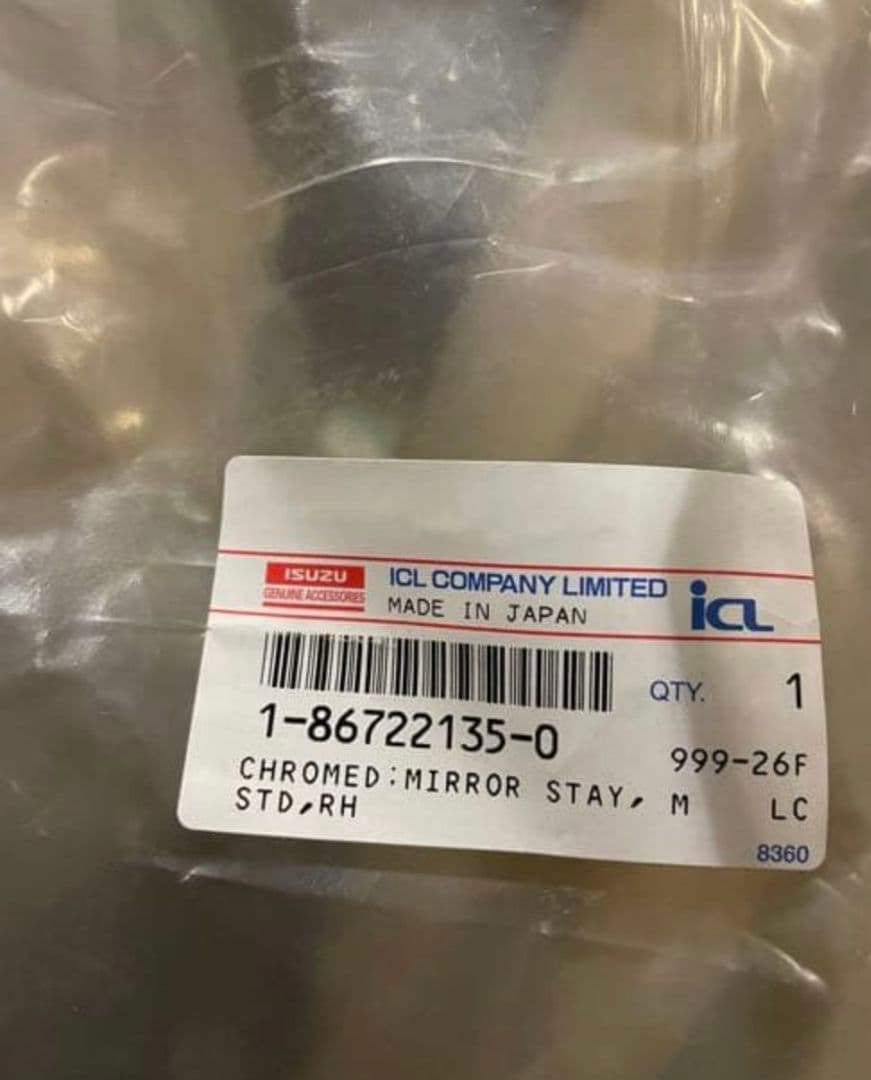 ISUZU
GENUINE ACCESSORIES
ICL COMPANY LIMITED
MADE IN JAPAN
icl
QTY. 1
1-86722135-0
999-26F
CHROMED:MIRROR STAY, M LC
STD,RH
8360